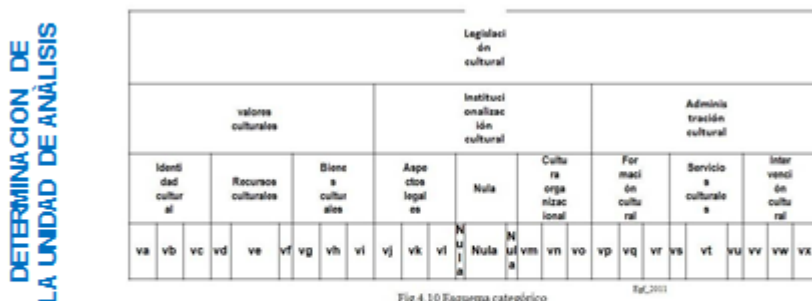 DETERMINACION DE
LA UNIDAD DE ANÁLISIS
Legislaci
ón
cultural
valores
culturales
Instituci
onalizac
ión
cultural
Adminis
tración
cultural
Identi
dad
cultur
al
Recursos
culturales
Biene
s
cultur
ales
Aspe
ctos
legal
es
Nula
Cultu
ra orga
nizac
ional
For
maci
ón
cultu
ral
Servicio
s
culturale
s
Inter
venci
ón
cultu
ral
va vb vc vd ve vf vg vh vi vj vk vl Nula Nula Nula vm vn vo vp vq vr vs vt vu vv vw vx
Fig 4.10 Esquema categórico